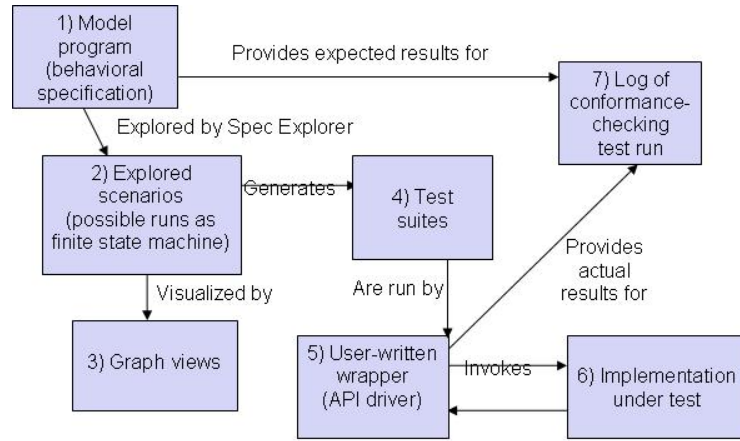 1) Model
program
(behavioral
specification)
Provides expected results for
7) Log of
conformance-
checking
test run
Explored by Spec Explorer
2) Explored
scenarios
(possible runs as
finite state machine)
Generates
4) Test
suites
Provides
actual
results for
Visualized by
Are run by
3) Graph views
5) User-written
wrapper
(API driver)
Invokes
6) Implementation
under test